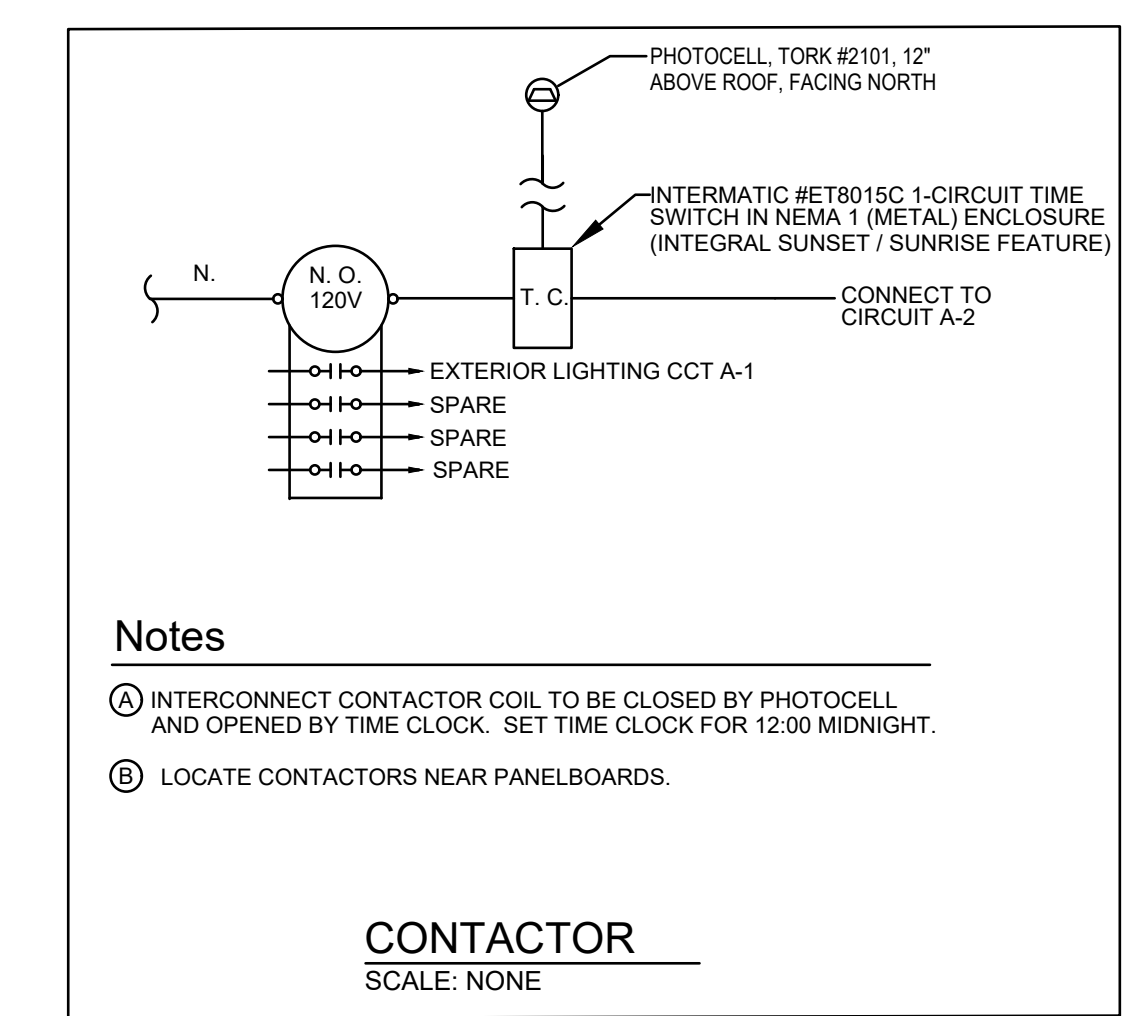 PHOTOCELL, TORK #2101, 12"
ABOVE ROOF, FACING NORTH
INTERMATIC #ET8015C 1-CIRCUIT TIME
SWITCH IN NEMA 1 (METAL) ENCLOSURE
(INTEGRAL SUNSET / SUNRISE FEATURE)
N.
N. O.
120V
T. C.
CONNECT TO
CIRCUIT A-2
EXTERIOR LIGHTING CCT A-1
SPARE
SPARE
SPARE
Notes
A INTERCONNECT CONTACTOR COIL TO BE CLOSED BY PHOTOCELL
AND OPENED BY TIME CLOCK. SET TIME CLOCK FOR 12:00 MIDNIGHT.
B LOCATE CONTACTORS NEAR PANELBOARDS.
CONTACTOR
SCALE: NONE